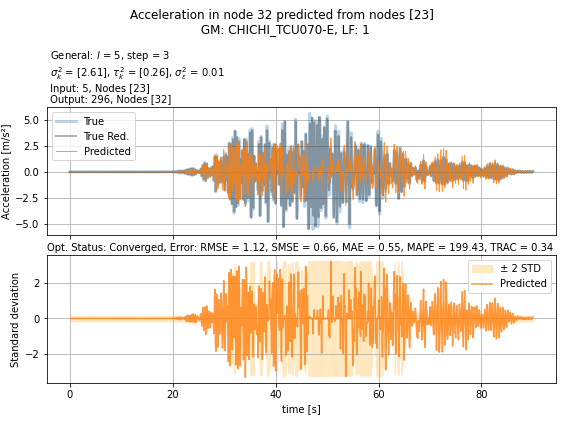 Acceleration in node 32 predicted from nodes [23]
GM: CHICHI_TCU070-E, LF: 1
General: l = 5, step = 3
σ²ₖ = [2.61], τ²ₖ = [0.26], σ²ε = 0.01
Input: 5, Nodes [23]
Output: 296, Nodes [32]
True
True Red.
Predicted
5.0
2.5
0.0
−2.5
−5.0
Acceleration [m/s²]
Opt. Status: Converged, Error: RMSE = 1.12, SMSE = 0.66, MAE = 0.55, MAPE = 199.43, TRAC = 0.34
± 2 STD
Predicted
2
0
−2
Standard deviation
0 20 40 60 80
time [s]